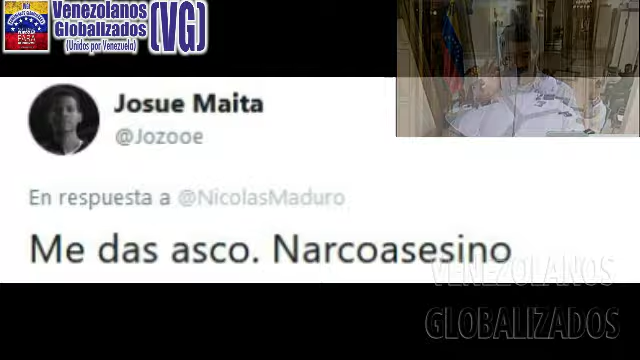 Venezolanos
Globalizados
(Unidos por Venezuela)
(VG)
Josue Maita
@Jozooe
En respuesta a @NicolasMaduro
Me das asco. Narcoasesino
VENEZOLANOS
GLOBALIZADOS